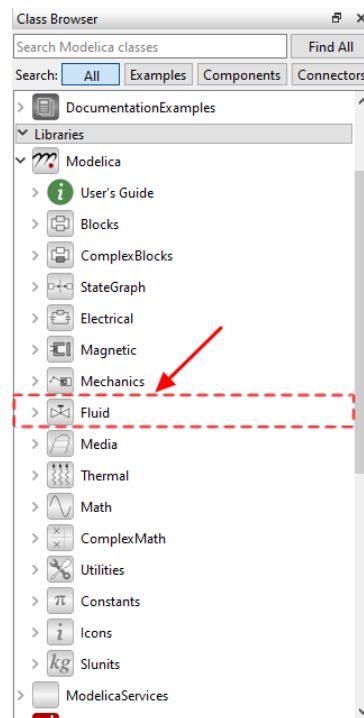 Class Browser
Search Modelica classes Find All
Search: All Examples Components Connectors
DocumentationExamples
Libraries
Modelica
User's Guide
Blocks
ComplexBlocks
StateGraph
Electrical
Magnetic
Mechanics
Fluid
Media
Thermal
Math
ComplexMath
Utilities
π Constants
i Icons
kg SIunits
ModelicaServices